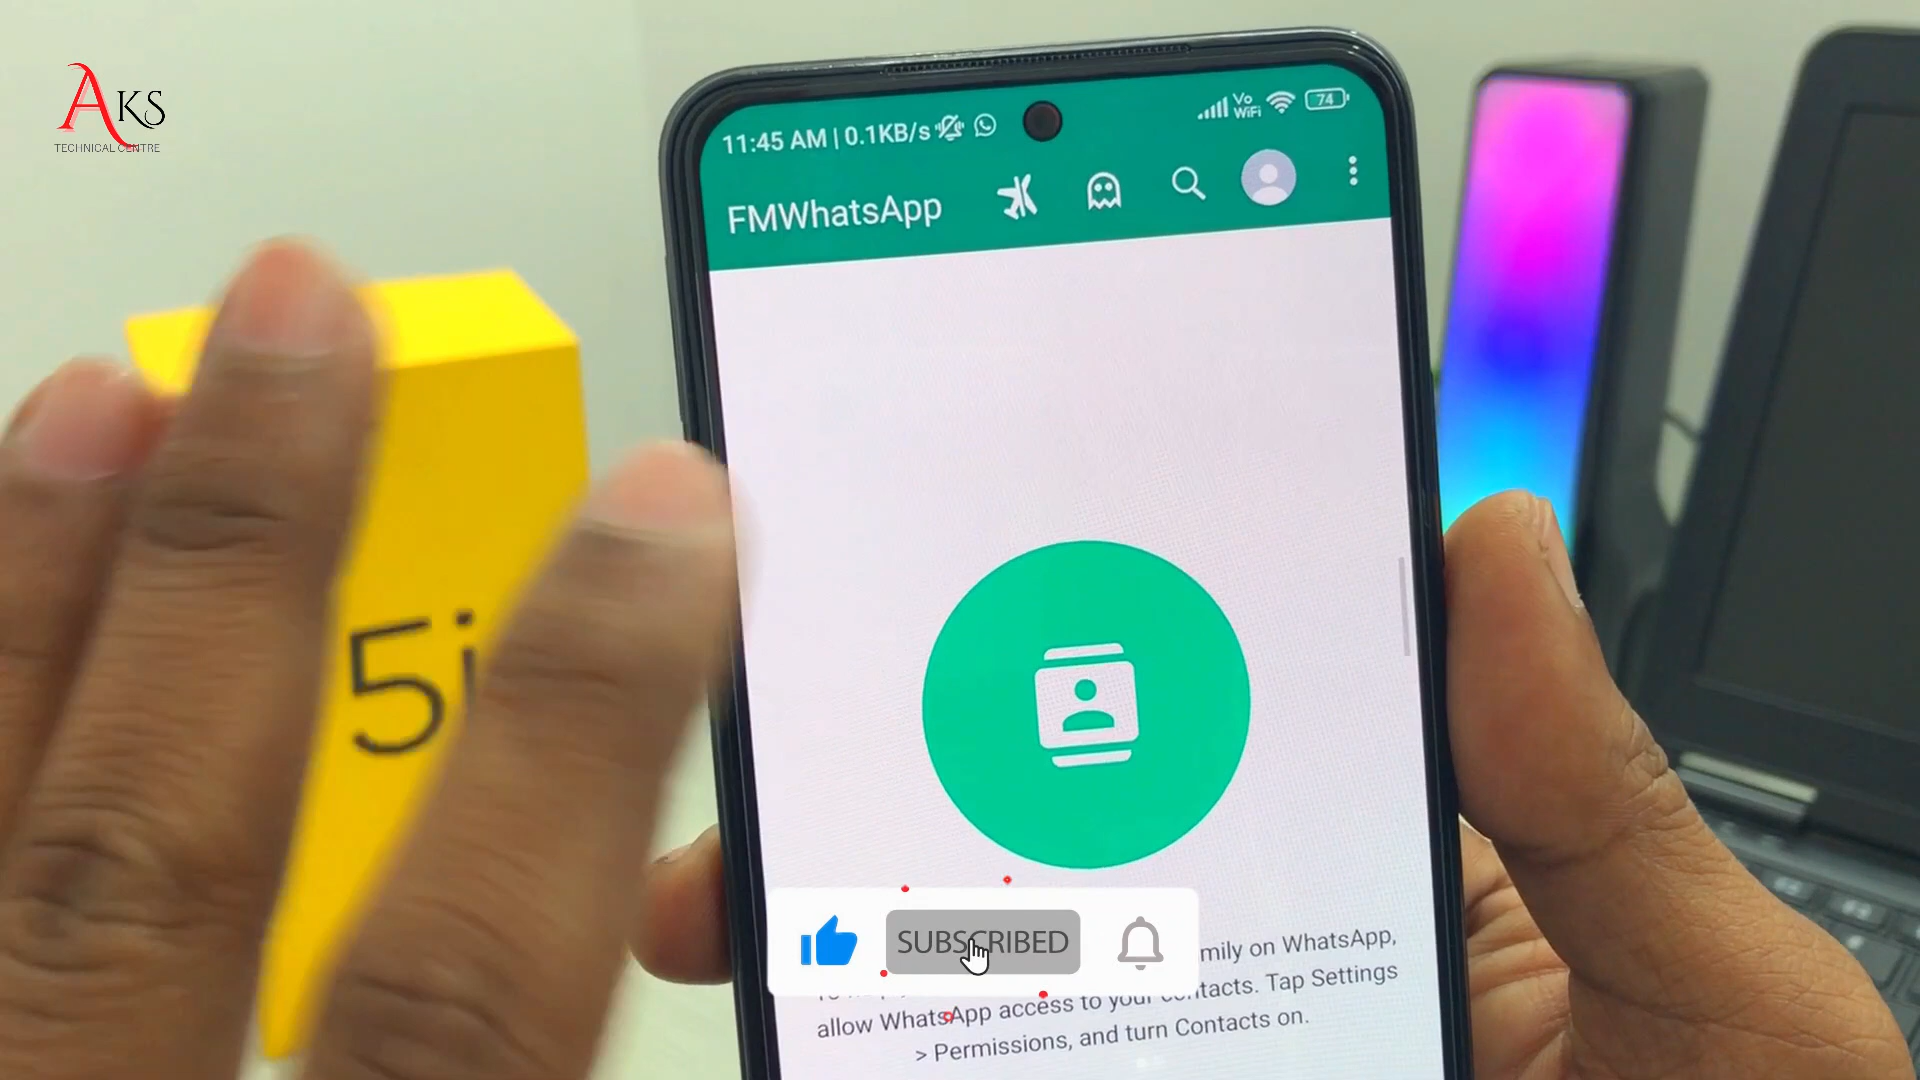 AKS
TECHNICAL CENTRE
11:45 AM | 0.1KB/s
Vo
WiFi
74
FMWhatsApp
5i
SUBSCRIBED
mily on WhatsApp,
allow WhatsApp access to your contacts. Tap Settings
> Permissions, and turn Contacts on.